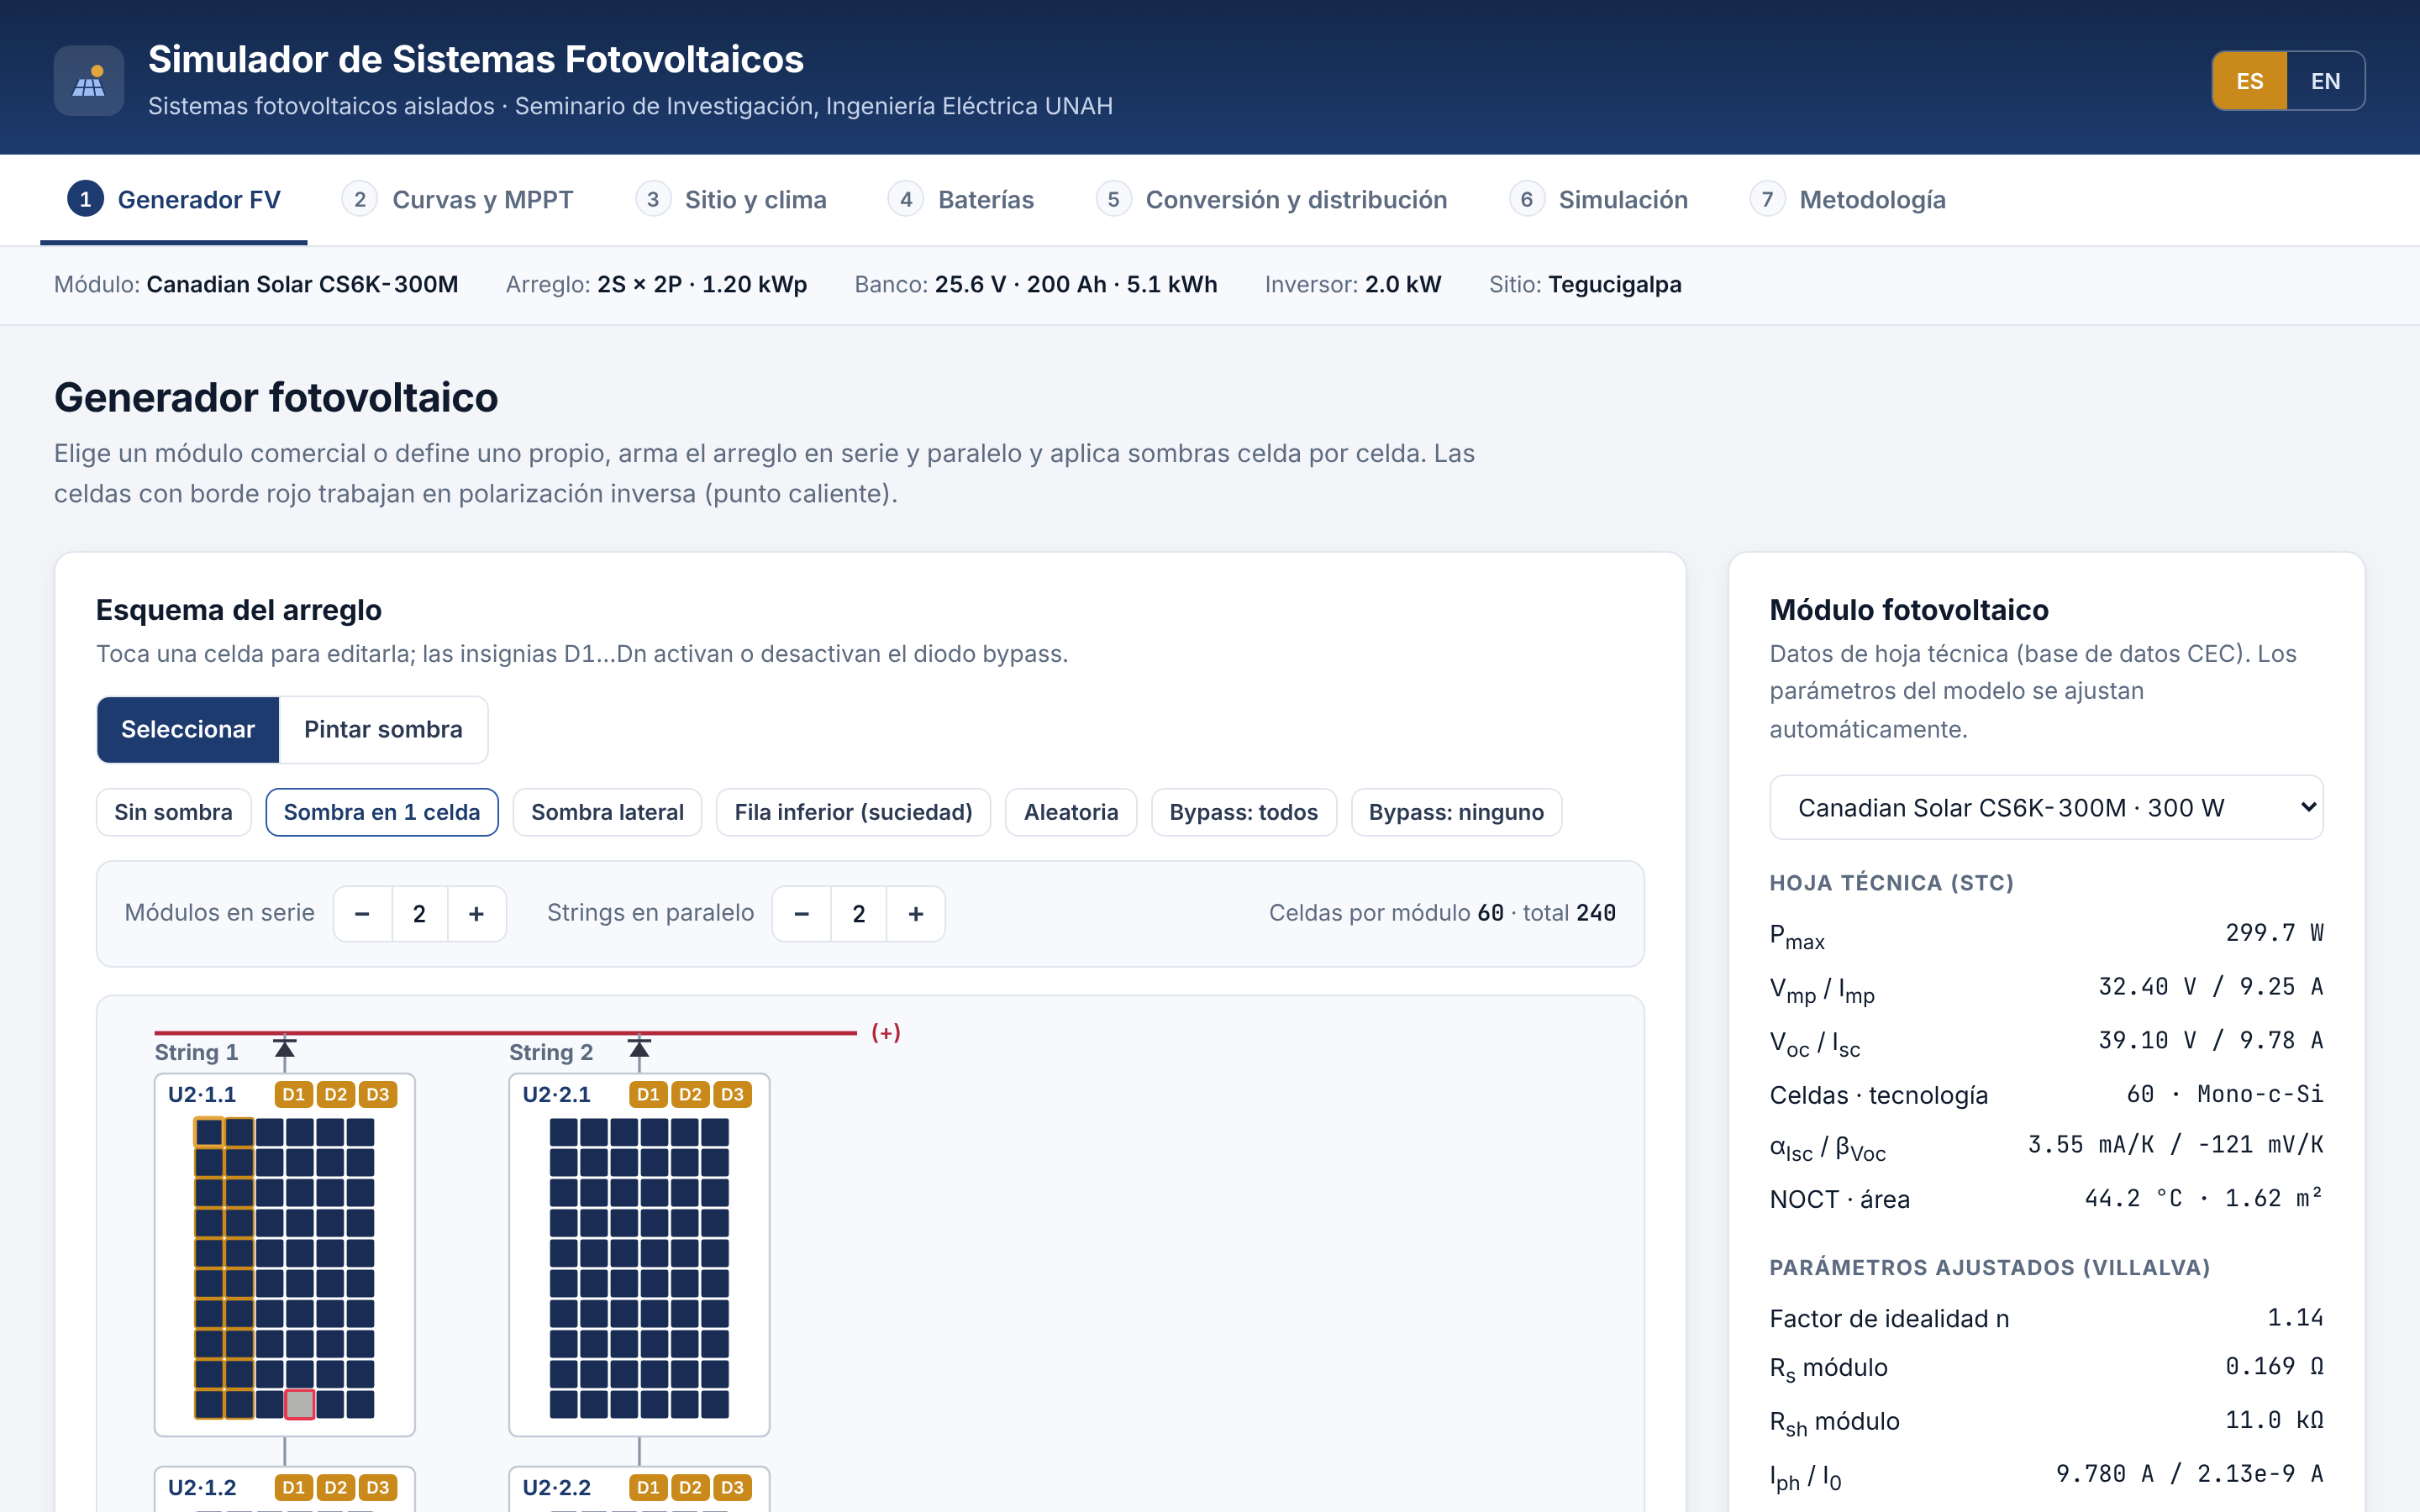 Simulador de Sistemas Fotovoltaicos
Sistemas fotovoltaicos aislados · Seminario de Investigación, Ingeniería Eléctrica UNAH
ES EN
1 Generador FV 2 Curvas y MPPT 3 Sitio y clima 4 Baterías 5 Conversión y distribución 6 Simulación 7 Metodología
Módulo: Canadian Solar CS6K-300M Arreglo: 2S × 2P · 1.20 kWp Banco: 25.6 V · 200 Ah · 5.1 kWh Inversor: 2.0 kW Sitio: Tegucigalpa
Generador fotovoltaico
Elige un módulo comercial o define uno propio, arma el arreglo en serie y paralelo y aplica sombras celda por celda. Las
celdas con borde rojo trabajan en polarización inversa (punto caliente).
Esquema del arreglo
Toca una celda para editarla; las insignias D1...Dn activan o desactivan el diodo bypass.
Seleccionar Pintar sombra
Sin sombra Sombra en 1 celda Sombra lateral Fila inferior (suciedad) Aleatoria Bypass: todos Bypass: ninguno
Módulos en serie − 2 + Strings en paralelo − 2 + Celdas por módulo 60 · total 240
(+)
String 1 String 2
U2·1.1 D1 D2 D3 U2·2.1 D1 D2 D3
U2·1.2 D1 D2 D3 U2·2.2 D1 D2 D3
Módulo fotovoltaico
Datos de hoja técnica (base de datos CEC). Los
parámetros del modelo se ajustan
automáticamente.
Canadian Solar CS6K-300M · 300 W
HOJA TÉCNICA (STC)
Pmax 299.7 W
Vmp / Imp 32.40 V / 9.25 A
Voc / Isc 39.10 V / 9.78 A
Celdas · tecnología 60 · Mono-c-Si
αIsc / βVoc 3.55 mA/K / -121 mV/K
NOCT · área 44.2 °C · 1.62 m²
PARÁMETROS AJUSTADOS (VILLALVA)
Factor de idealidad n 1.14
Rs módulo 0.169 Ω
Rsh módulo 11.0 kΩ
Iph / I0 9.780 A / 2.13e-9 A